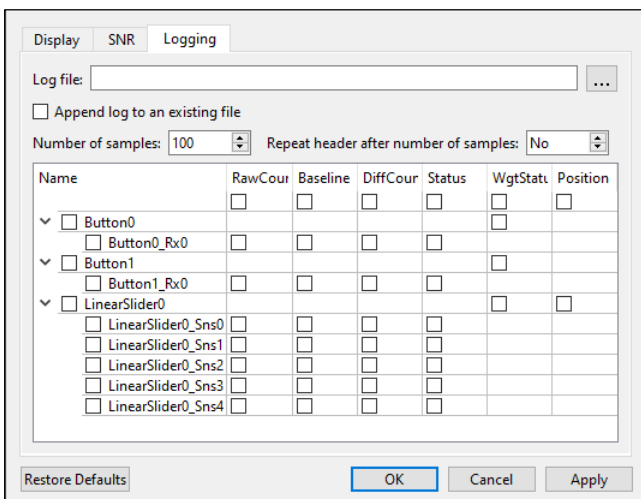 Display SNR Logging
Log file: ...
Append log to an existing file
Number of samples: 100 Repeat header after number of samples: No
Name RawCour Baseline DiffCour Status WgtStatu Position
Button0
Button0_Rx0
Button1
Button1_Rx0
LinearSlider0
LinearSlider0_Sns0
LinearSlider0_Sns1
LinearSlider0_Sns2
LinearSlider0_Sns3
LinearSlider0_Sns4
Restore Defaults OK Cancel Apply